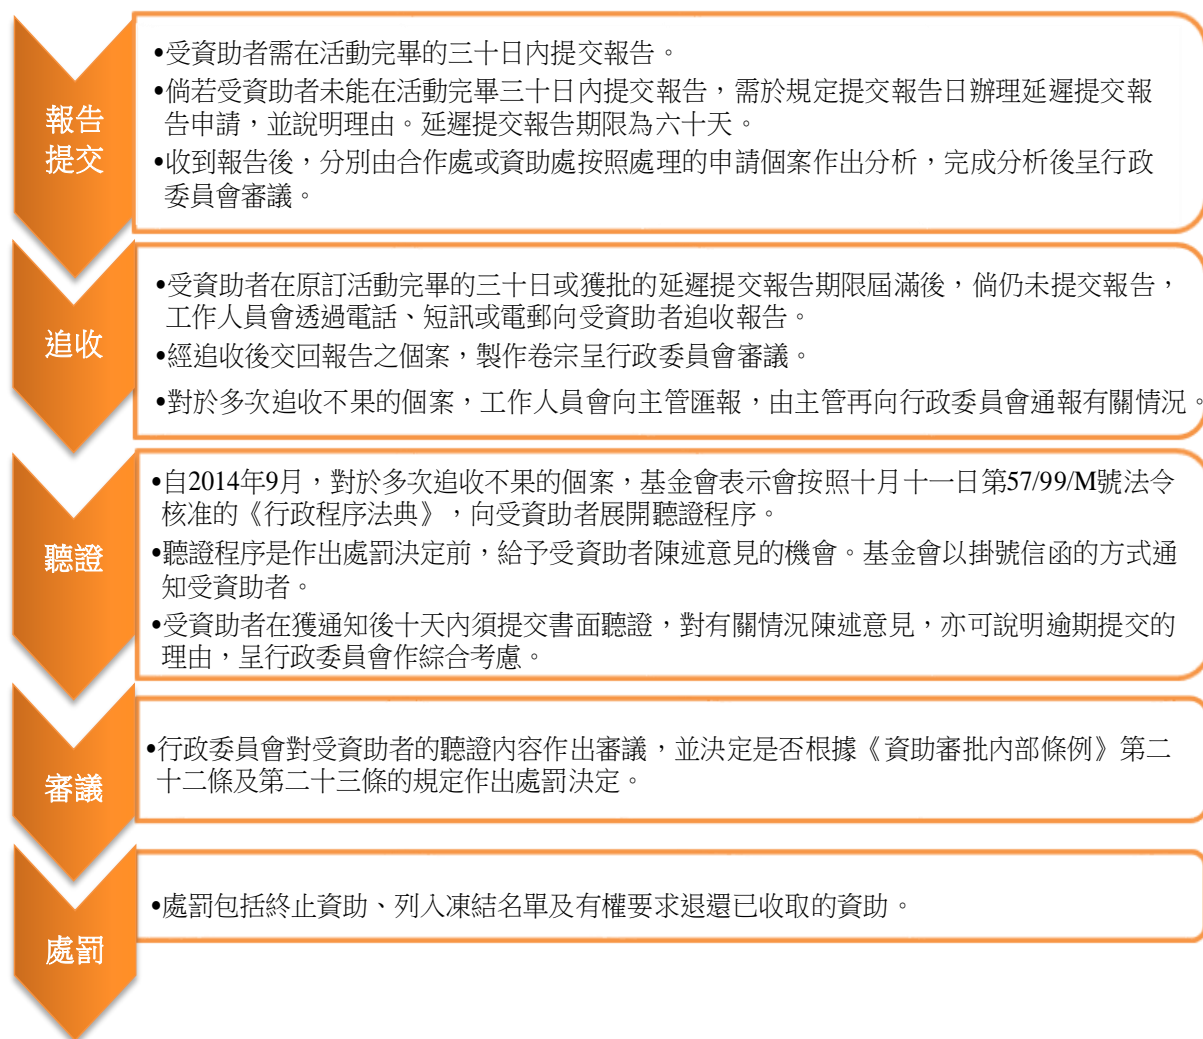 報告
提交
•受資助者需在活動完畢的三十日內提交報告。
•倘若受資助者未能在活動完畢三十日內提交報告，需於規定提交報告日辦理延遲提交報
告申請，並說明理由。延遲提交報告期限為六十天。
•收到報告後，分別由合作處或資助處按照處理的申請個案作出分析，完成分析後呈行政
委員會審議。
追收
•受資助者在原訂活動完畢的三十日或獲批的延遲提交報告期限屆滿後，倘仍未提交報告，
工作人員會透過電話、短訊或電郵向受資助者追收報告。
•經追收後交回報告之個案，製作卷宗呈行政委員會審議。
•對於多次追收不果的個案，工作人員會向主管匯報，由主管再向行政委員會通報有關情況。
聽證
•自2014年9月，對於多次追收不果的個案，基金會表示會按照十月十一日第57/99/M號法令
核准的《行政程序法典》，向受資助者展開聽證程序。
•聽證程序是作出處罰決定前，給予受資助者陳述意見的機會。基金會以掛號信函的方式通
知受資助者。
•受資助者在獲通知後十天內須提交書面聽證，對有關情況陳述意見，亦可說明逾期提交的
理由，呈行政委員會作綜合考慮。
審議
•行政委員會對受資助者的聽證內容作出審議，並決定是否根據《資助審批內部條例》第二
十二條及第二十三條的規定作出處罰決定。
處罰
•處罰包括終止資助、列入凍結名單及有權要求退還已收取的資助。